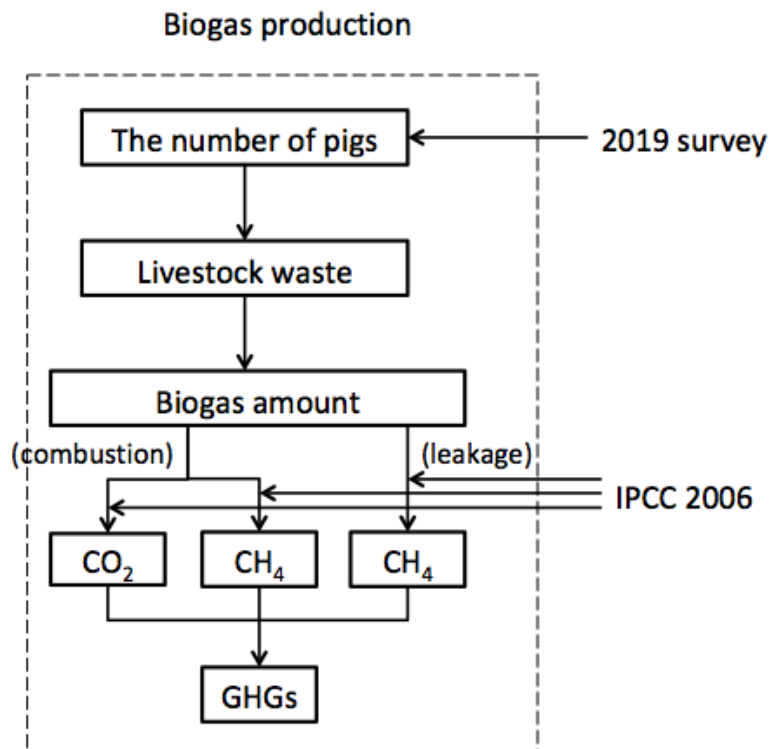 Biogas production
The number of pigs
2019 survey
Livestock waste
Biogas amount
(combustion)
(leakage)
IPCC 2006
CO₂
CH₄
CH₄
GHGs